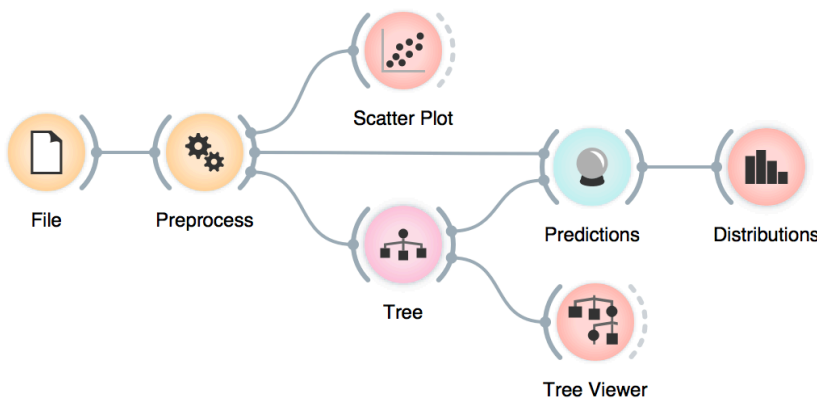 Scatter Plot
File
Preprocess
Predictions
Distributions
Tree
Tree Viewer